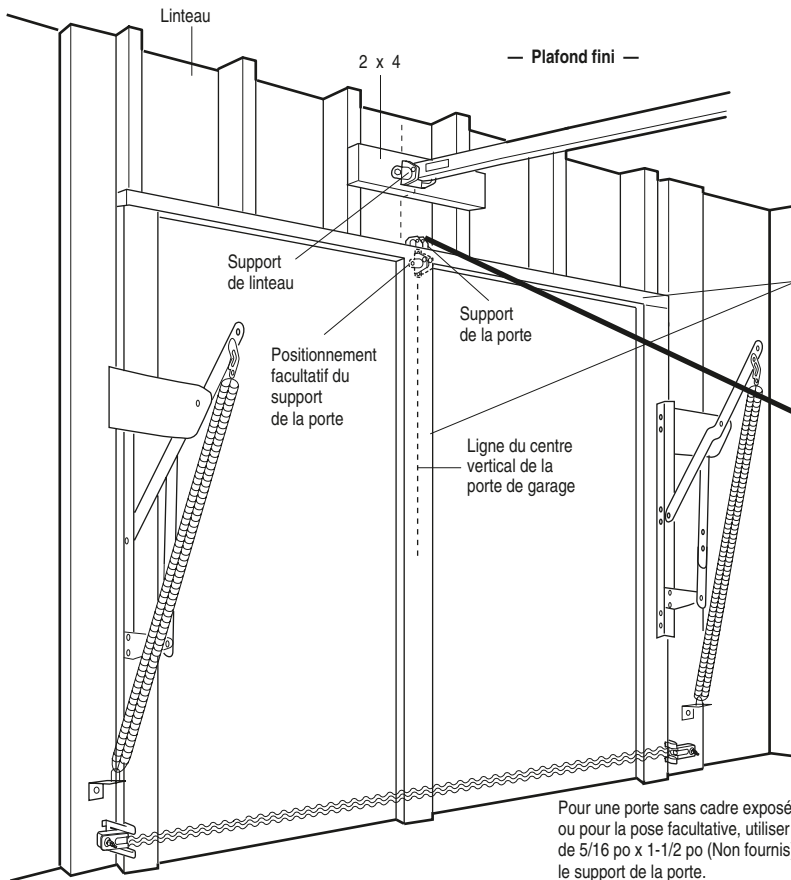 Linteau
2 x 4
— Plafond fini —
Support
de linteau
Support
de la porte
Positionnement
facultatif du
support
de la porte
Ligne du centre
vertical de la
porte de garage
Pour une porte sans cadre exposé
ou pour la pose facultative, utiliser
de 5/16 po x 1-1/2 po (Non fournis
le support de la porte.